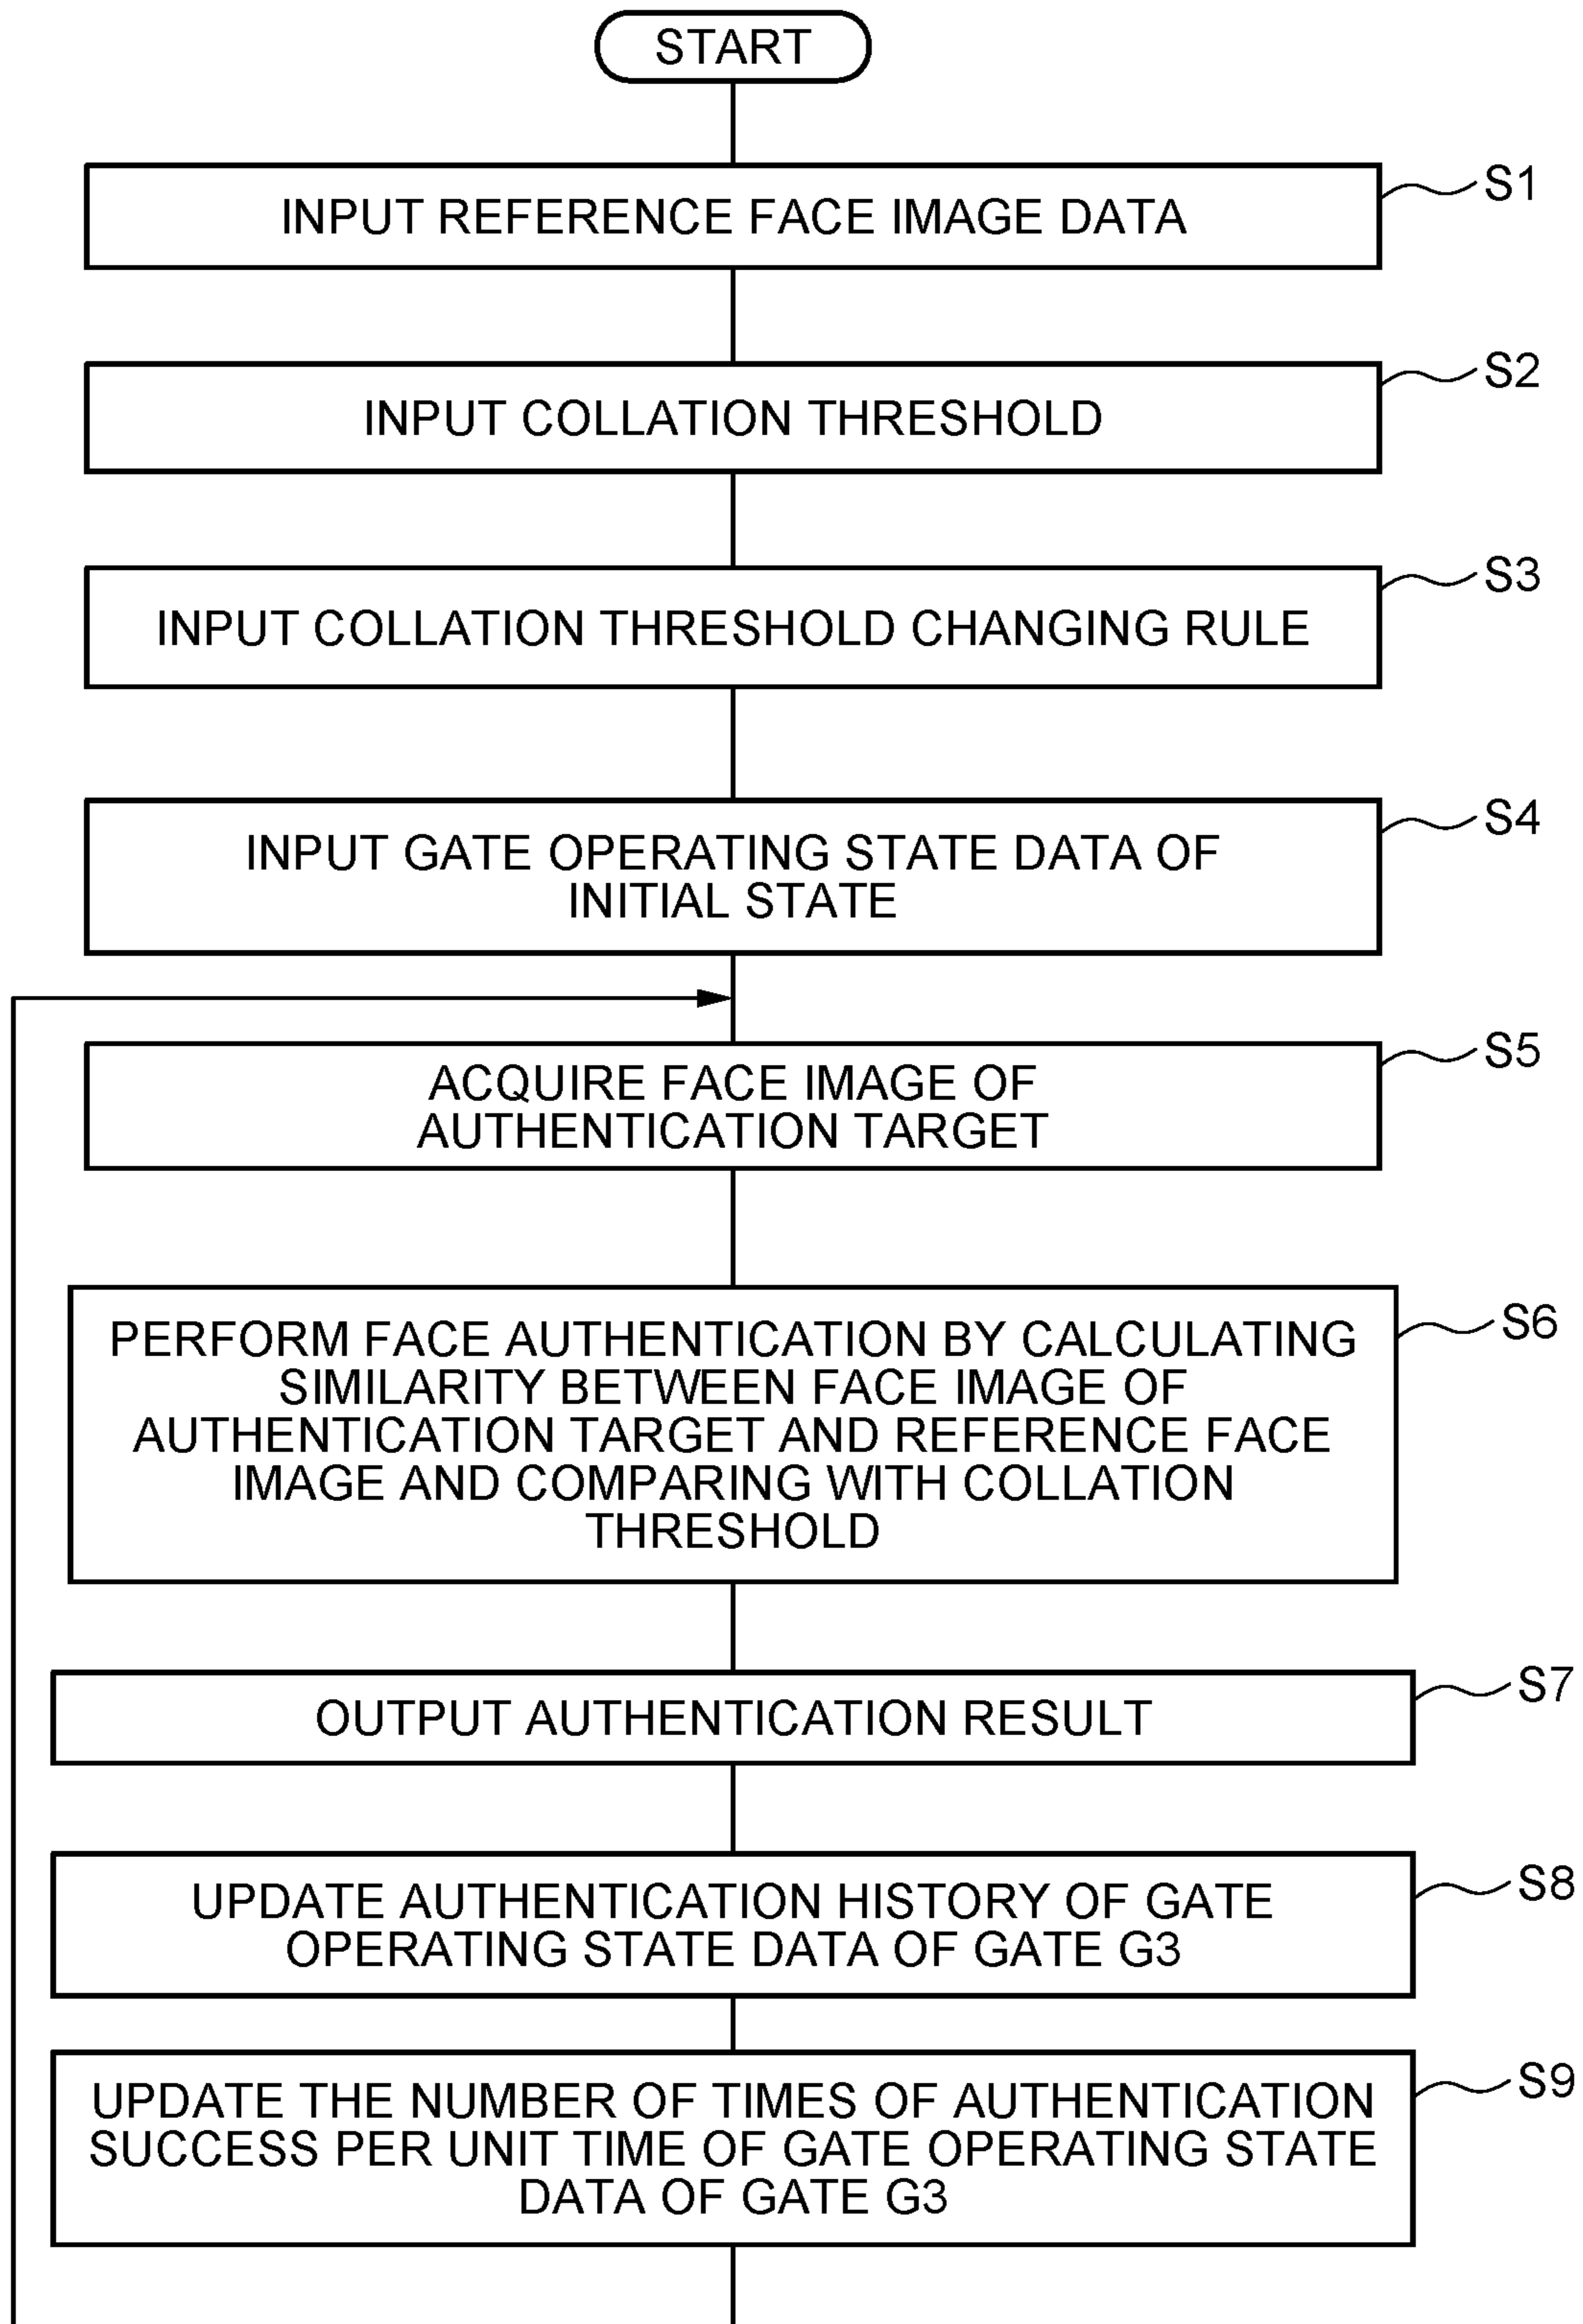 START
INPUT REFERENCE FACE IMAGE DATA
S1
INPUT COLLATION THRESHOLD
S2
INPUT COLLATION THRESHOLD CHANGING RULE
S3
INPUT GATE OPERATING STATE DATA OF
INITIAL STATE
S4
ACQUIRE FACE IMAGE OF
AUTHENTICATION TARGET
S5
PERFORM FACE AUTHENTICATION BY CALCULATING
SIMILARITY BETWEEN FACE IMAGE OF
AUTHENTICATION TARGET AND REFERENCE FACE
IMAGE AND COMPARING WITH COLLATION
THRESHOLD
S6
OUTPUT AUTHENTICATION RESULT
S7
UPDATE AUTHENTICATION HISTORY OF GATE
OPERATING STATE DATA OF GATE G3
S8
UPDATE THE NUMBER OF TIMES OF AUTHENTICATION
SUCCESS PER UNIT TIME OF GATE OPERATING STATE
DATA OF GATE G3
S9